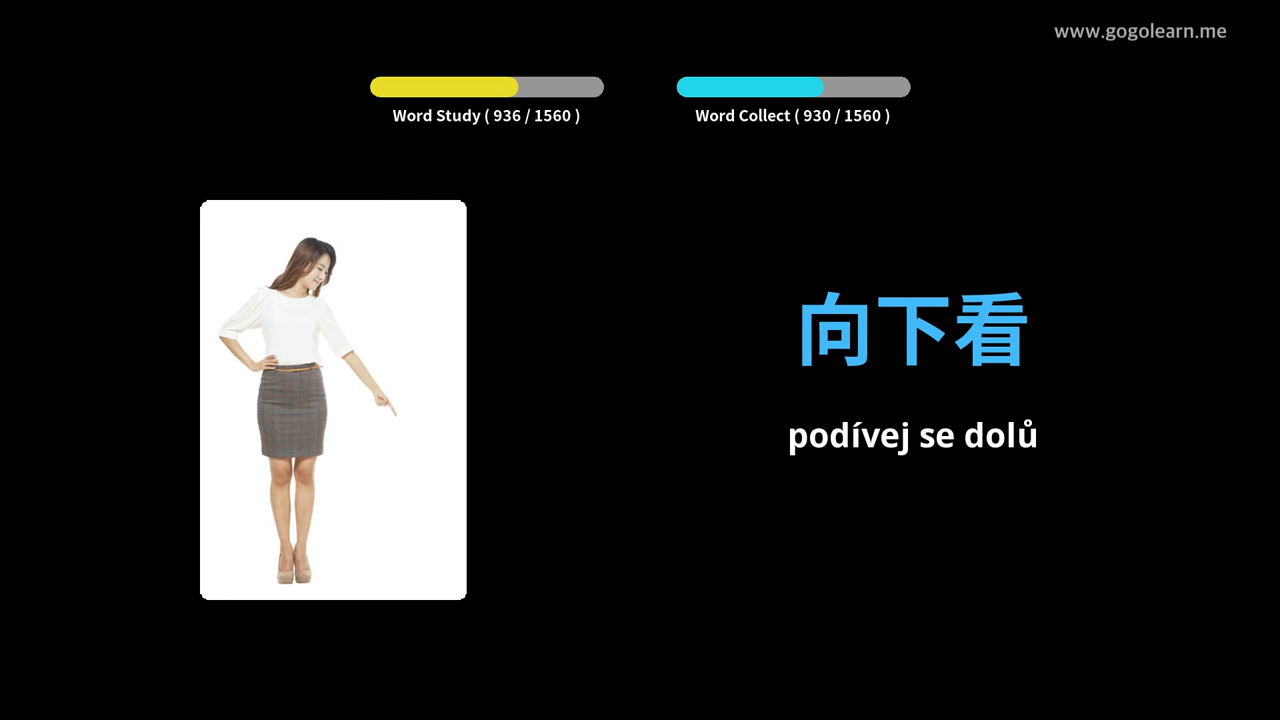 www.gogolearn.me
Word Study ( 936 / 1560 )
Word Collect ( 930 / 1560 )
向下看
podívej se dolů